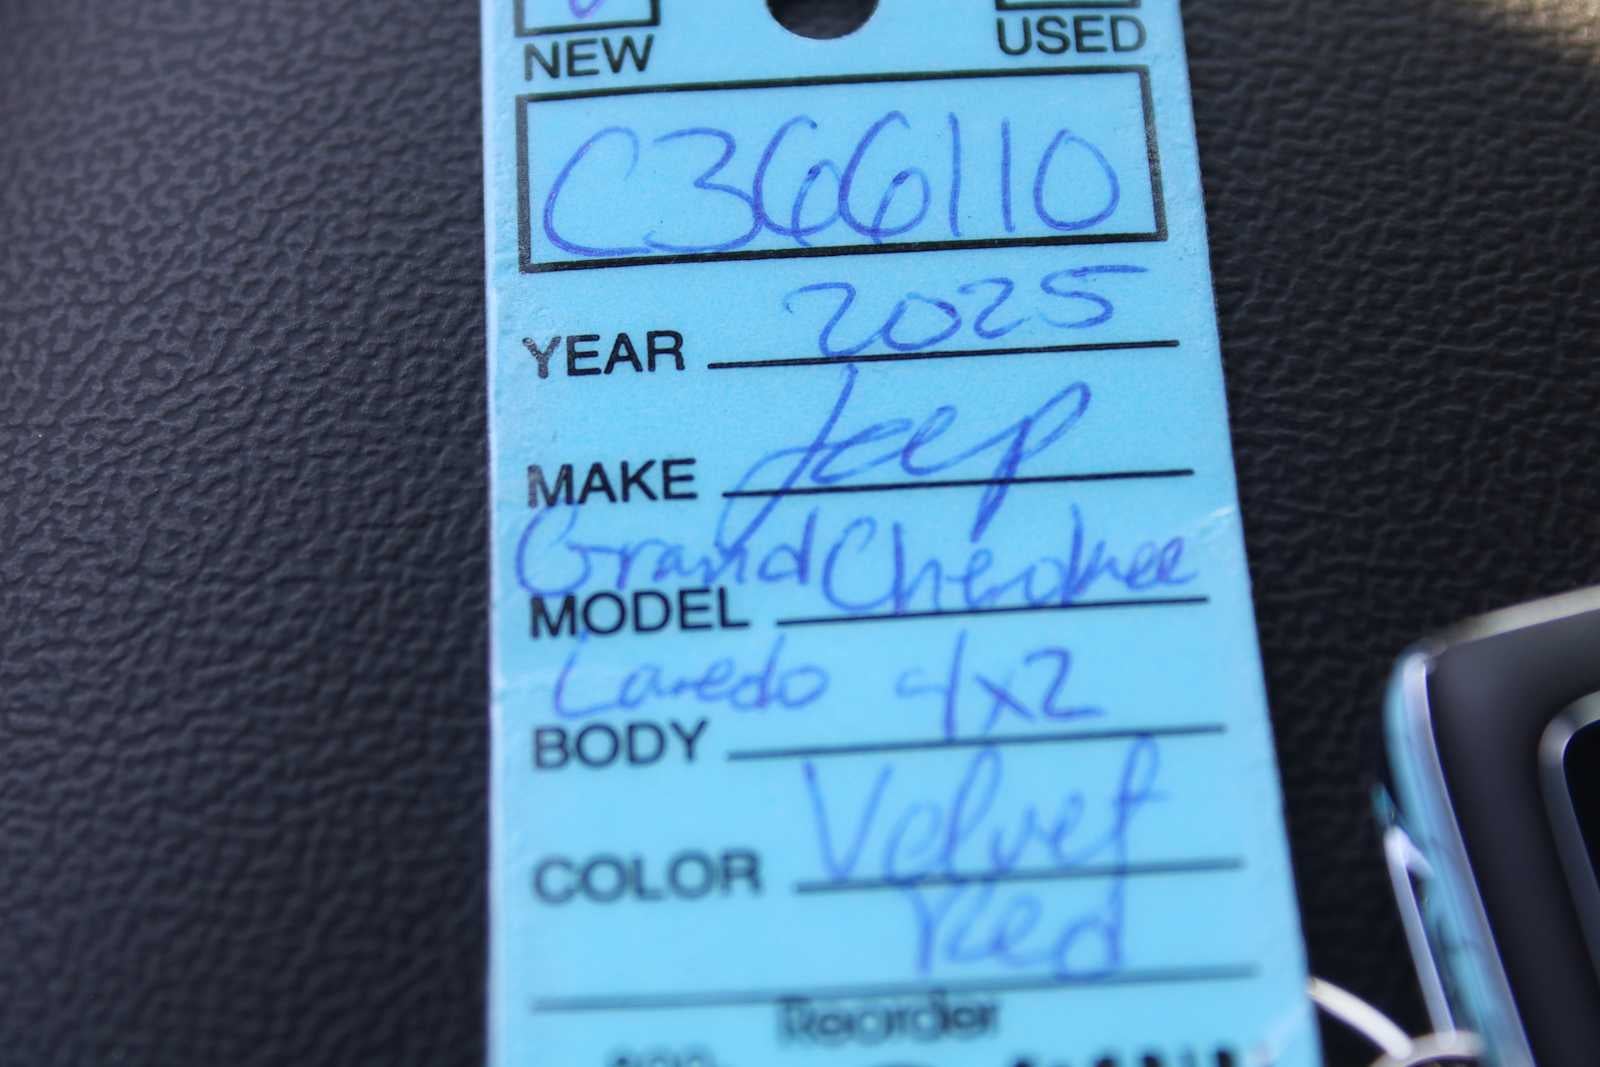 NEW USED
C366110
YEAR 2025
MAKE Jeep
Grand Cherokee
MODEL
Laredo 4x2
BODY
Velvet
COLOR
Red
Reorder